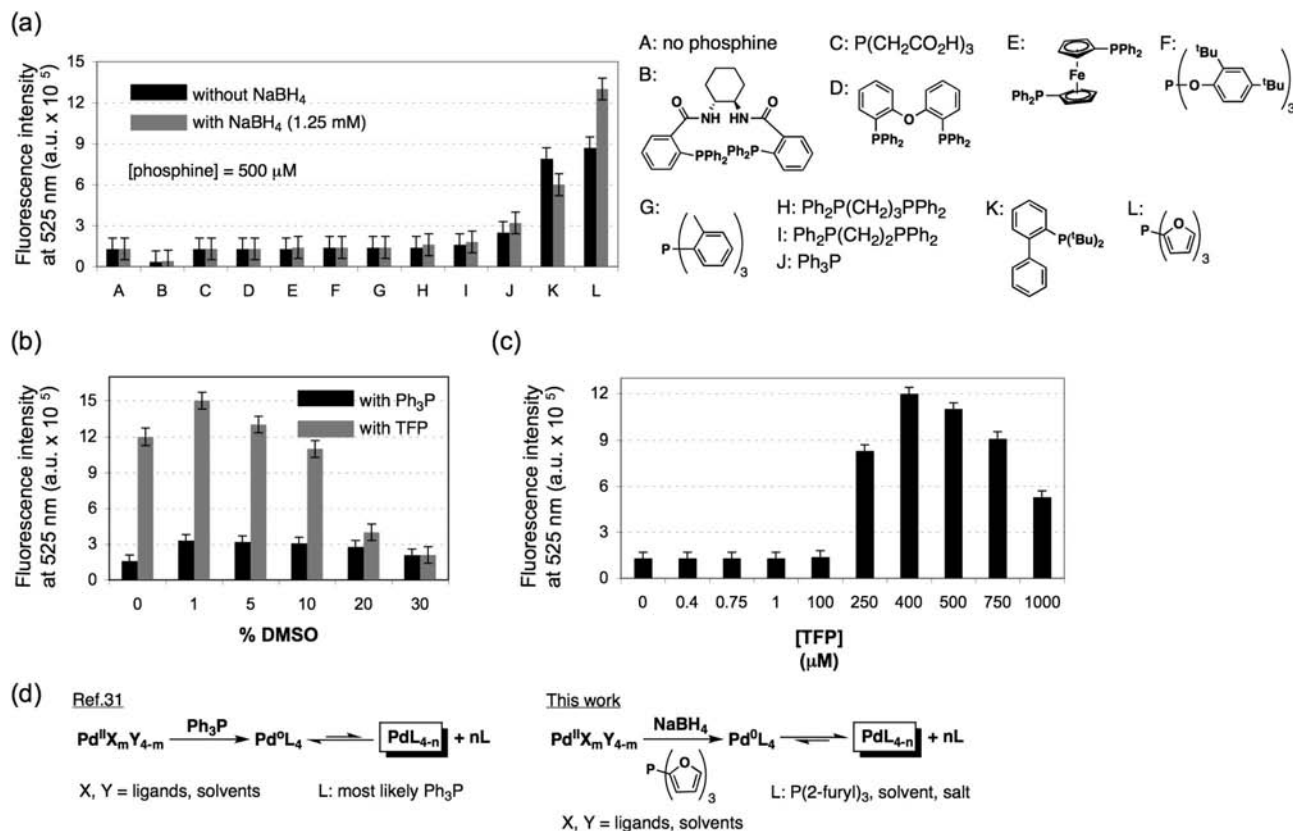 (a)
Fluorescence intensity
at 525 nm (a.u. x 10 ⁵)
15
12
9
6
3
0
without NaBH₄
with NaBH₄ (1.25 mM)
[phosphine] = 500 μM
A B C D E F G H I J K L
A: no phosphine
B:
O
NH HN
O
PPh₂ Ph₂P
C: P(CH₂CO₂H)₃
D:
O
PPh₂ PPh₂
E:
PPh₂
Fe
Ph₂P
F:
ᵗBu
P O ᵗBu
3
G:
P
3
H: Ph₂P(CH₂)₃PPh₂
I: Ph₂P(CH₂)₂PPh₂
J: Ph₃P
K:
P(ᵗBu)₂
L:
P O
3
(b)
Fluorescence intensity
at 525 nm (a.u. x 10 ⁵)
15
12
9
6
3
0
with Ph₃P
with TFP
0 1 5 10 20 30
% DMSO
(c)
Fluorescence intensity
at 525 nm (a.u. x 10 ⁵)
12
9
6
3
0
0 0.4 0.75 1 100 250 400 500 750 1000
[TFP]
(μM)
(d)
Ref.31
Ph₃P
PdᴵᴵXₘY₄₋ₘ Pd⁰L₄ PdL₄₋ₙ + nL
X, Y = ligands, solvents L: most likely Ph₃P
This work
NaBH₄
PdᴵᴵXₘY₄₋ₘ Pd⁰L₄ PdL₄₋ₙ + nL
P O
3
L: P(2-furyl)₃, solvent, salt
X, Y = ligands, solvents